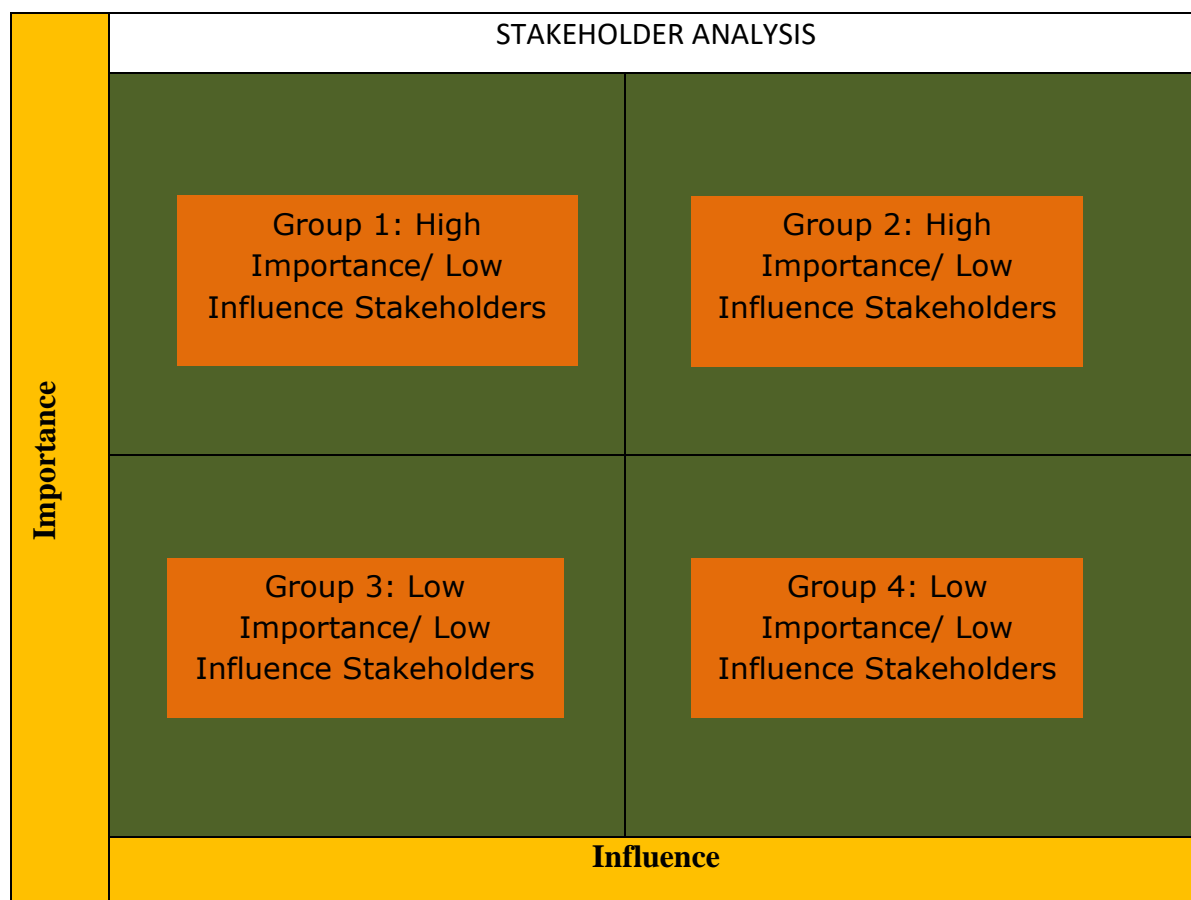 STAKEHOLDER ANALYSIS
Group 1: High
Importance/ Low
Influence Stakeholders
Group 2: High
Importance/ Low
Influence Stakeholders
Importance
Group 3: Low
Importance/ Low
Influence Stakeholders
Group 4: Low
Importance/ Low
Influence Stakeholders
Influence